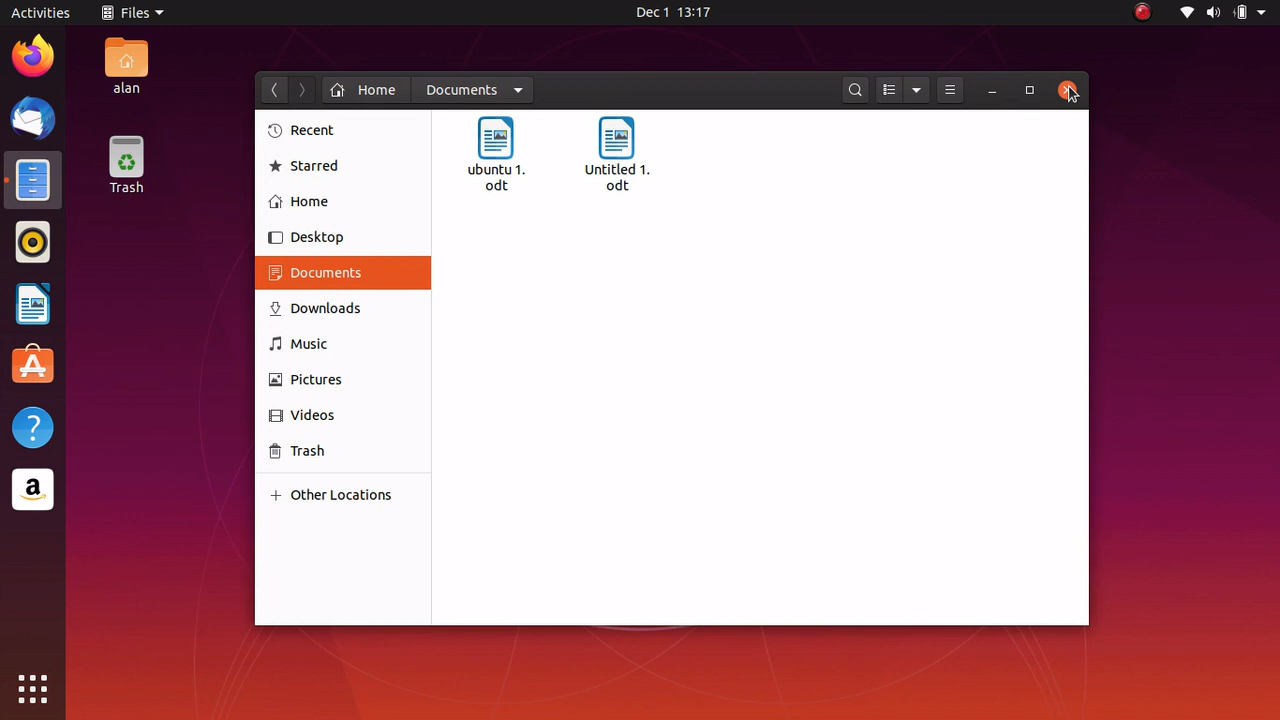 Activities Files Dec 1 13:17
alan
Trash
Home Documents
Recent
Starred
Home
Desktop
Documents
Downloads
Music
Pictures
Videos
Trash
Other Locations
ubuntu 1.
odt
Untitled 1.
odt
?
a